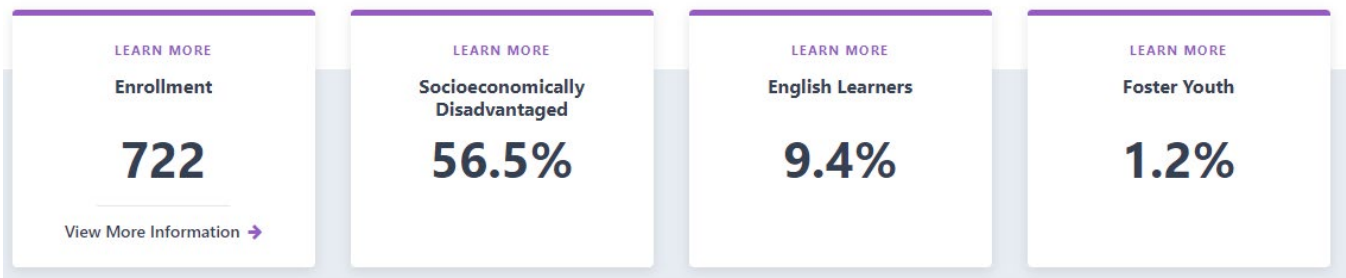 LEARN MORE
Enrollment
722
View More Information
LEARN MORE
Socioeconomically
Disadvantaged
56.5%
LEARN MORE
English Learners
9.4%
LEARN MORE
Foster Youth
1.2%